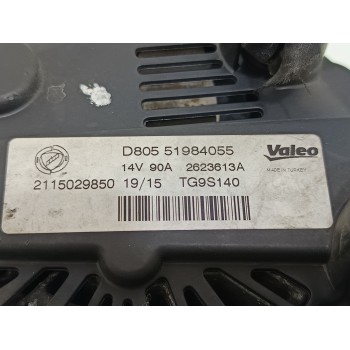 D805 51984055
14V 90A 2623613A
Valeo
MADE IN TURKEY
2115029850 19/15 TG9S140